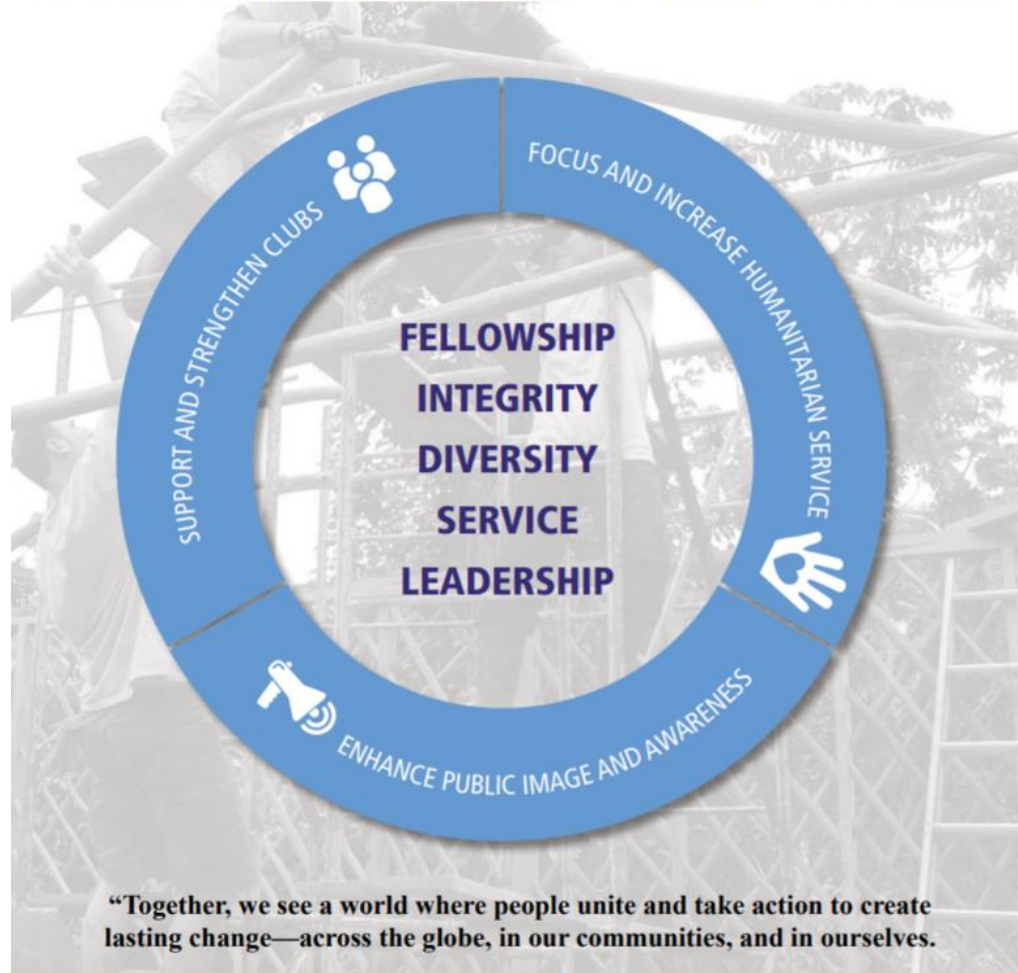 SUPPORT AND STRENGTHEN CLUBS
FOCUS AND INCREASE HUMANITARIAN SERVICE
FELLOWSHIP
INTEGRITY
DIVERSITY
SERVICE
LEADERSHIP
ENHANCE PUBLIC IMAGE AND AWARENESS
“Together, we see a world where people unite and take action to create
lasting change—across the globe, in our communities, and in ourselves.